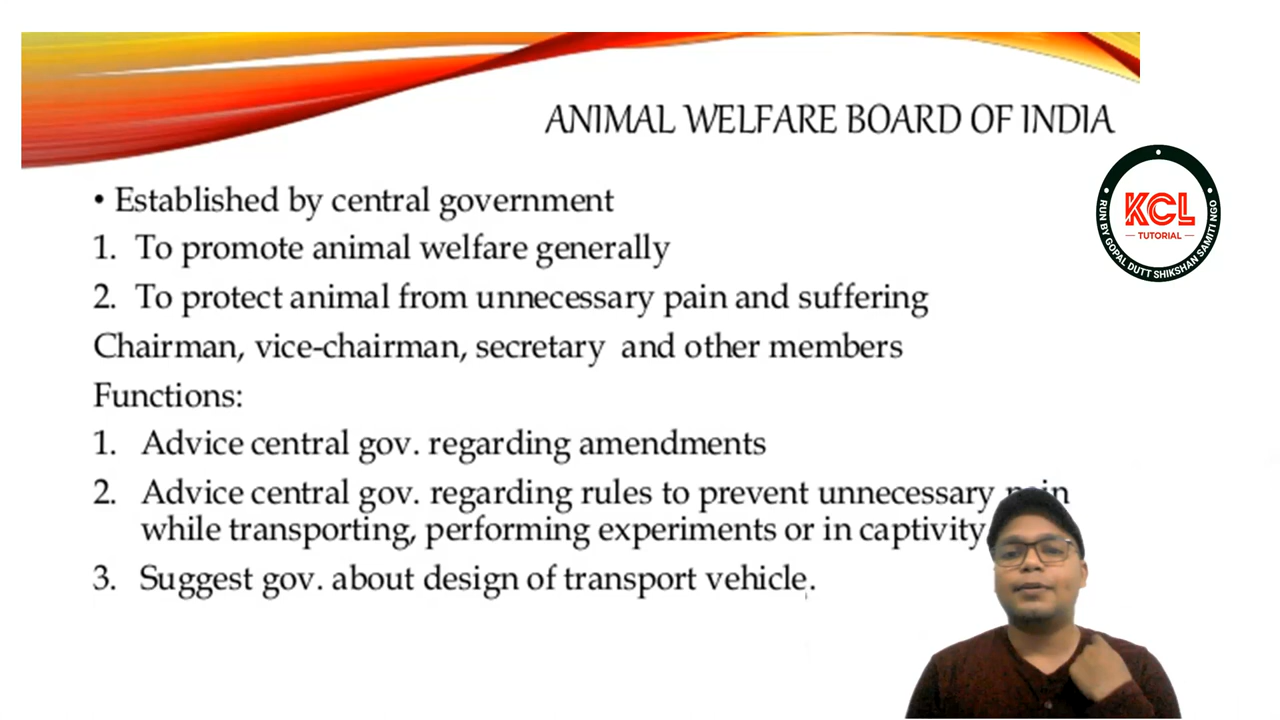 ANIMAL WELFARE BOARD OF INDIA
• Established by central government
1. To promote animal welfare generally
2. To protect animal from unnecessary pain and suffering
Chairman, vice-chairman, secretary and other members
Functions:
1. Advice central gov. regarding amendments
2. Advice central gov. regarding rules to prevent unnecessary pain
while transporting, performing experiments or in captivity
3. Suggest gov. about design of transport vehicle.
KCL
TUTORIAL
RUN BY GOPAL DUTT SHIKSHAN SAMITI NGO